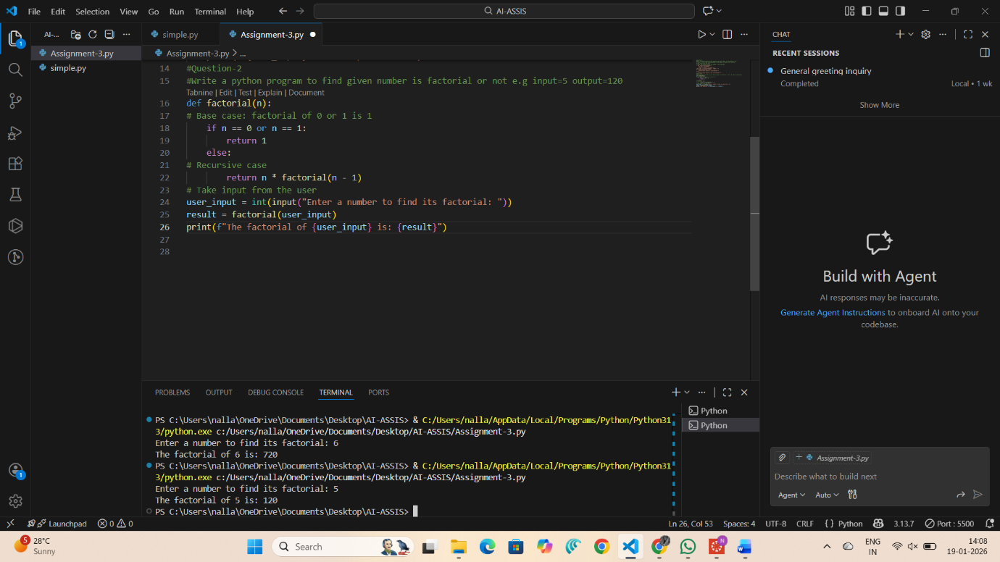 File Edit Selection View Go Run Terminal Help
AI-ASSIS
AI-...
simple.py
Assignment-3.py
CHAT
Assignment-3.py
simple.py
Assignment-3.py > ...
14 #Question-2
15 #Write a python program to find given number is factorial or not e.g input=5 output=120
Tabnine | Edit | Test | Explain | Document
16 def factorial(n):
17 # Base case: factorial of 0 or 1 is 1
18 if n == 0 or n == 1:
19 return 1
20 else:
21 # Recursive case
22 return n * factorial(n - 1)
23 # Take input from the user
24 user_input = int(input("Enter a number to find its factorial: "))
25 result = factorial(user_input)
26 print(f"The factorial of {user_input} is: {result}")
27
28
RECENT SESSIONS
General greeting inquiry
Completed Local • 1 wk
Show More
Build with Agent
AI responses may be inaccurate.
Generate Agent Instructions to onboard AI onto your
codebase.
PROBLEMS OUTPUT DEBUG CONSOLE TERMINAL PORTS
Python
Python
PS C:\Users\nalla\OneDrive\Documents\Desktop\AI-ASSIS> & C:/Users/nalla/AppData/Local/Programs/Python/Python31
3/python.exe c:/Users/nalla/OneDrive/Documents/Desktop/AI-ASSIS/Assignment-3.py
Enter a number to find its factorial: 6
The factorial of 6 is: 720
PS C:\Users\nalla\OneDrive\Documents\Desktop\AI-ASSIS> & C:/Users/nalla/AppData/Local/Programs/Python/Python31
3/python.exe c:/Users/nalla/OneDrive/Documents/Desktop/AI-ASSIS/Assignment-3.py
Enter a number to find its factorial: 5
The factorial of 5 is: 120
PS C:\Users\nalla\OneDrive\Documents\Desktop\AI-ASSIS>
Assignment-3.py
Describe what to build next
Agent Auto
Launchpad 0 0 Ln 26, Col 53 Spaces: 4 UTF-8 CRLF {} Python 3.13.7 Port : 5500
5
28°C
Sunny
Search
ENG
IN
14:08
19-01-2026